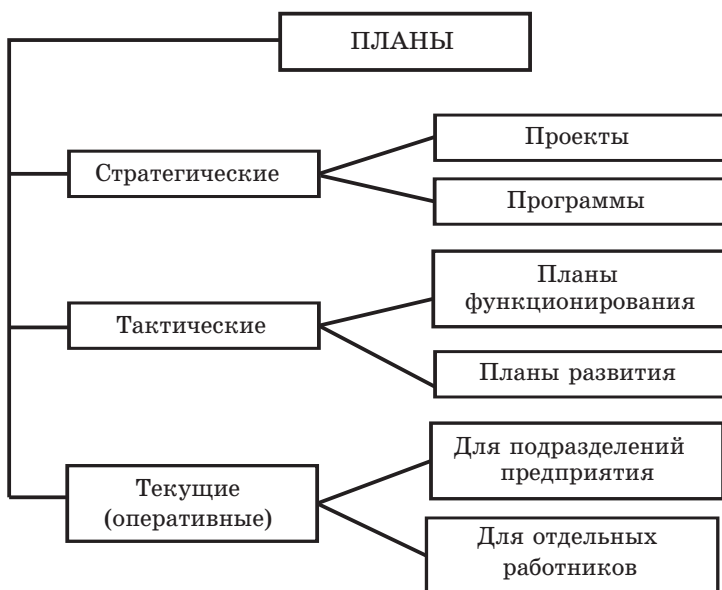 ПЛАНЫ
Стратегические
Проекты
Программы
Тактические
Планы
функционирования
Планы развития
Текущие
(оперативные)
Для подразделений
предприятия
Для отдельных
работников